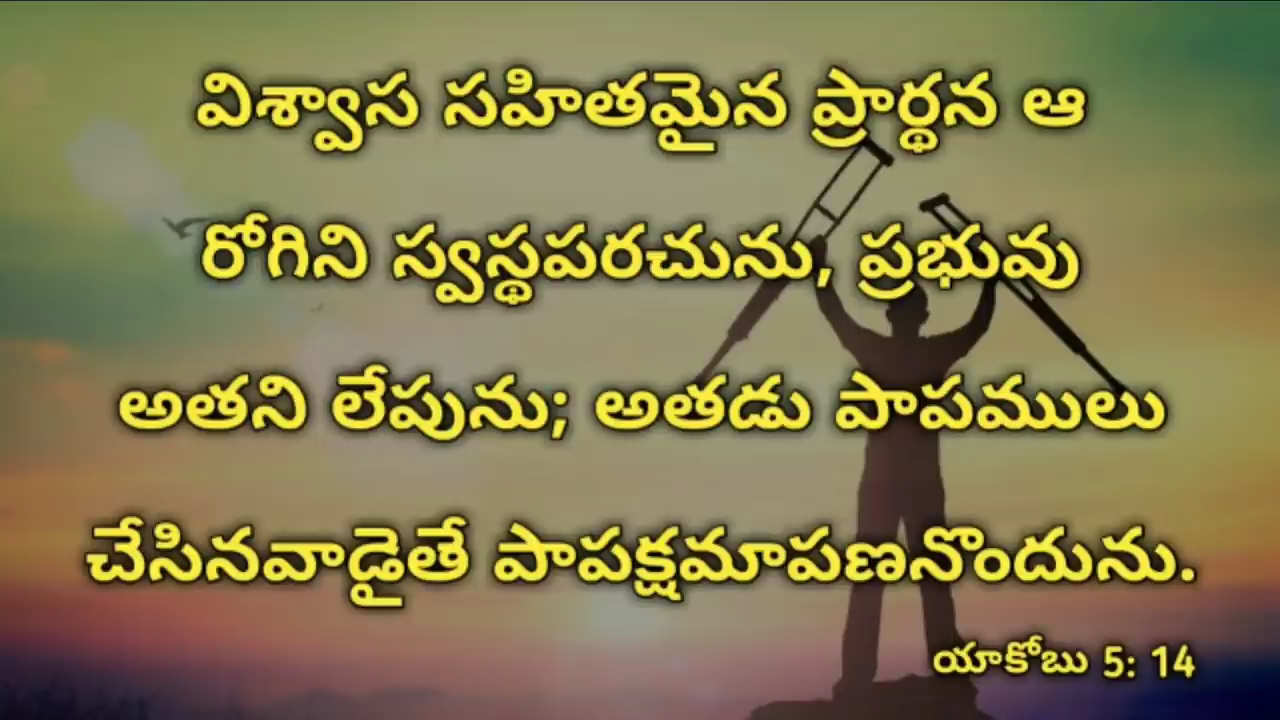 విశ్వాస సహితమైన ప్రార్థన ఆ
రోగిని స్వస్థపరచును, ప్రభువు
అతని లేపును; అతడు పాపములు
చేసినవాడైతే పాపక్షమాపణనొందును.
యాకోబు 5: 14